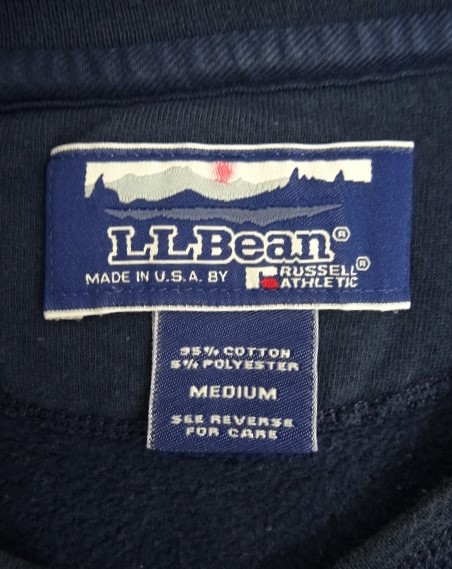 L.L.Bean®
MADE IN U.S.A. BY RUSSELL ATHLETIC®
95% COTTON
5% POLYESTER
MEDIUM
SEE REVERSE
FOR CARE